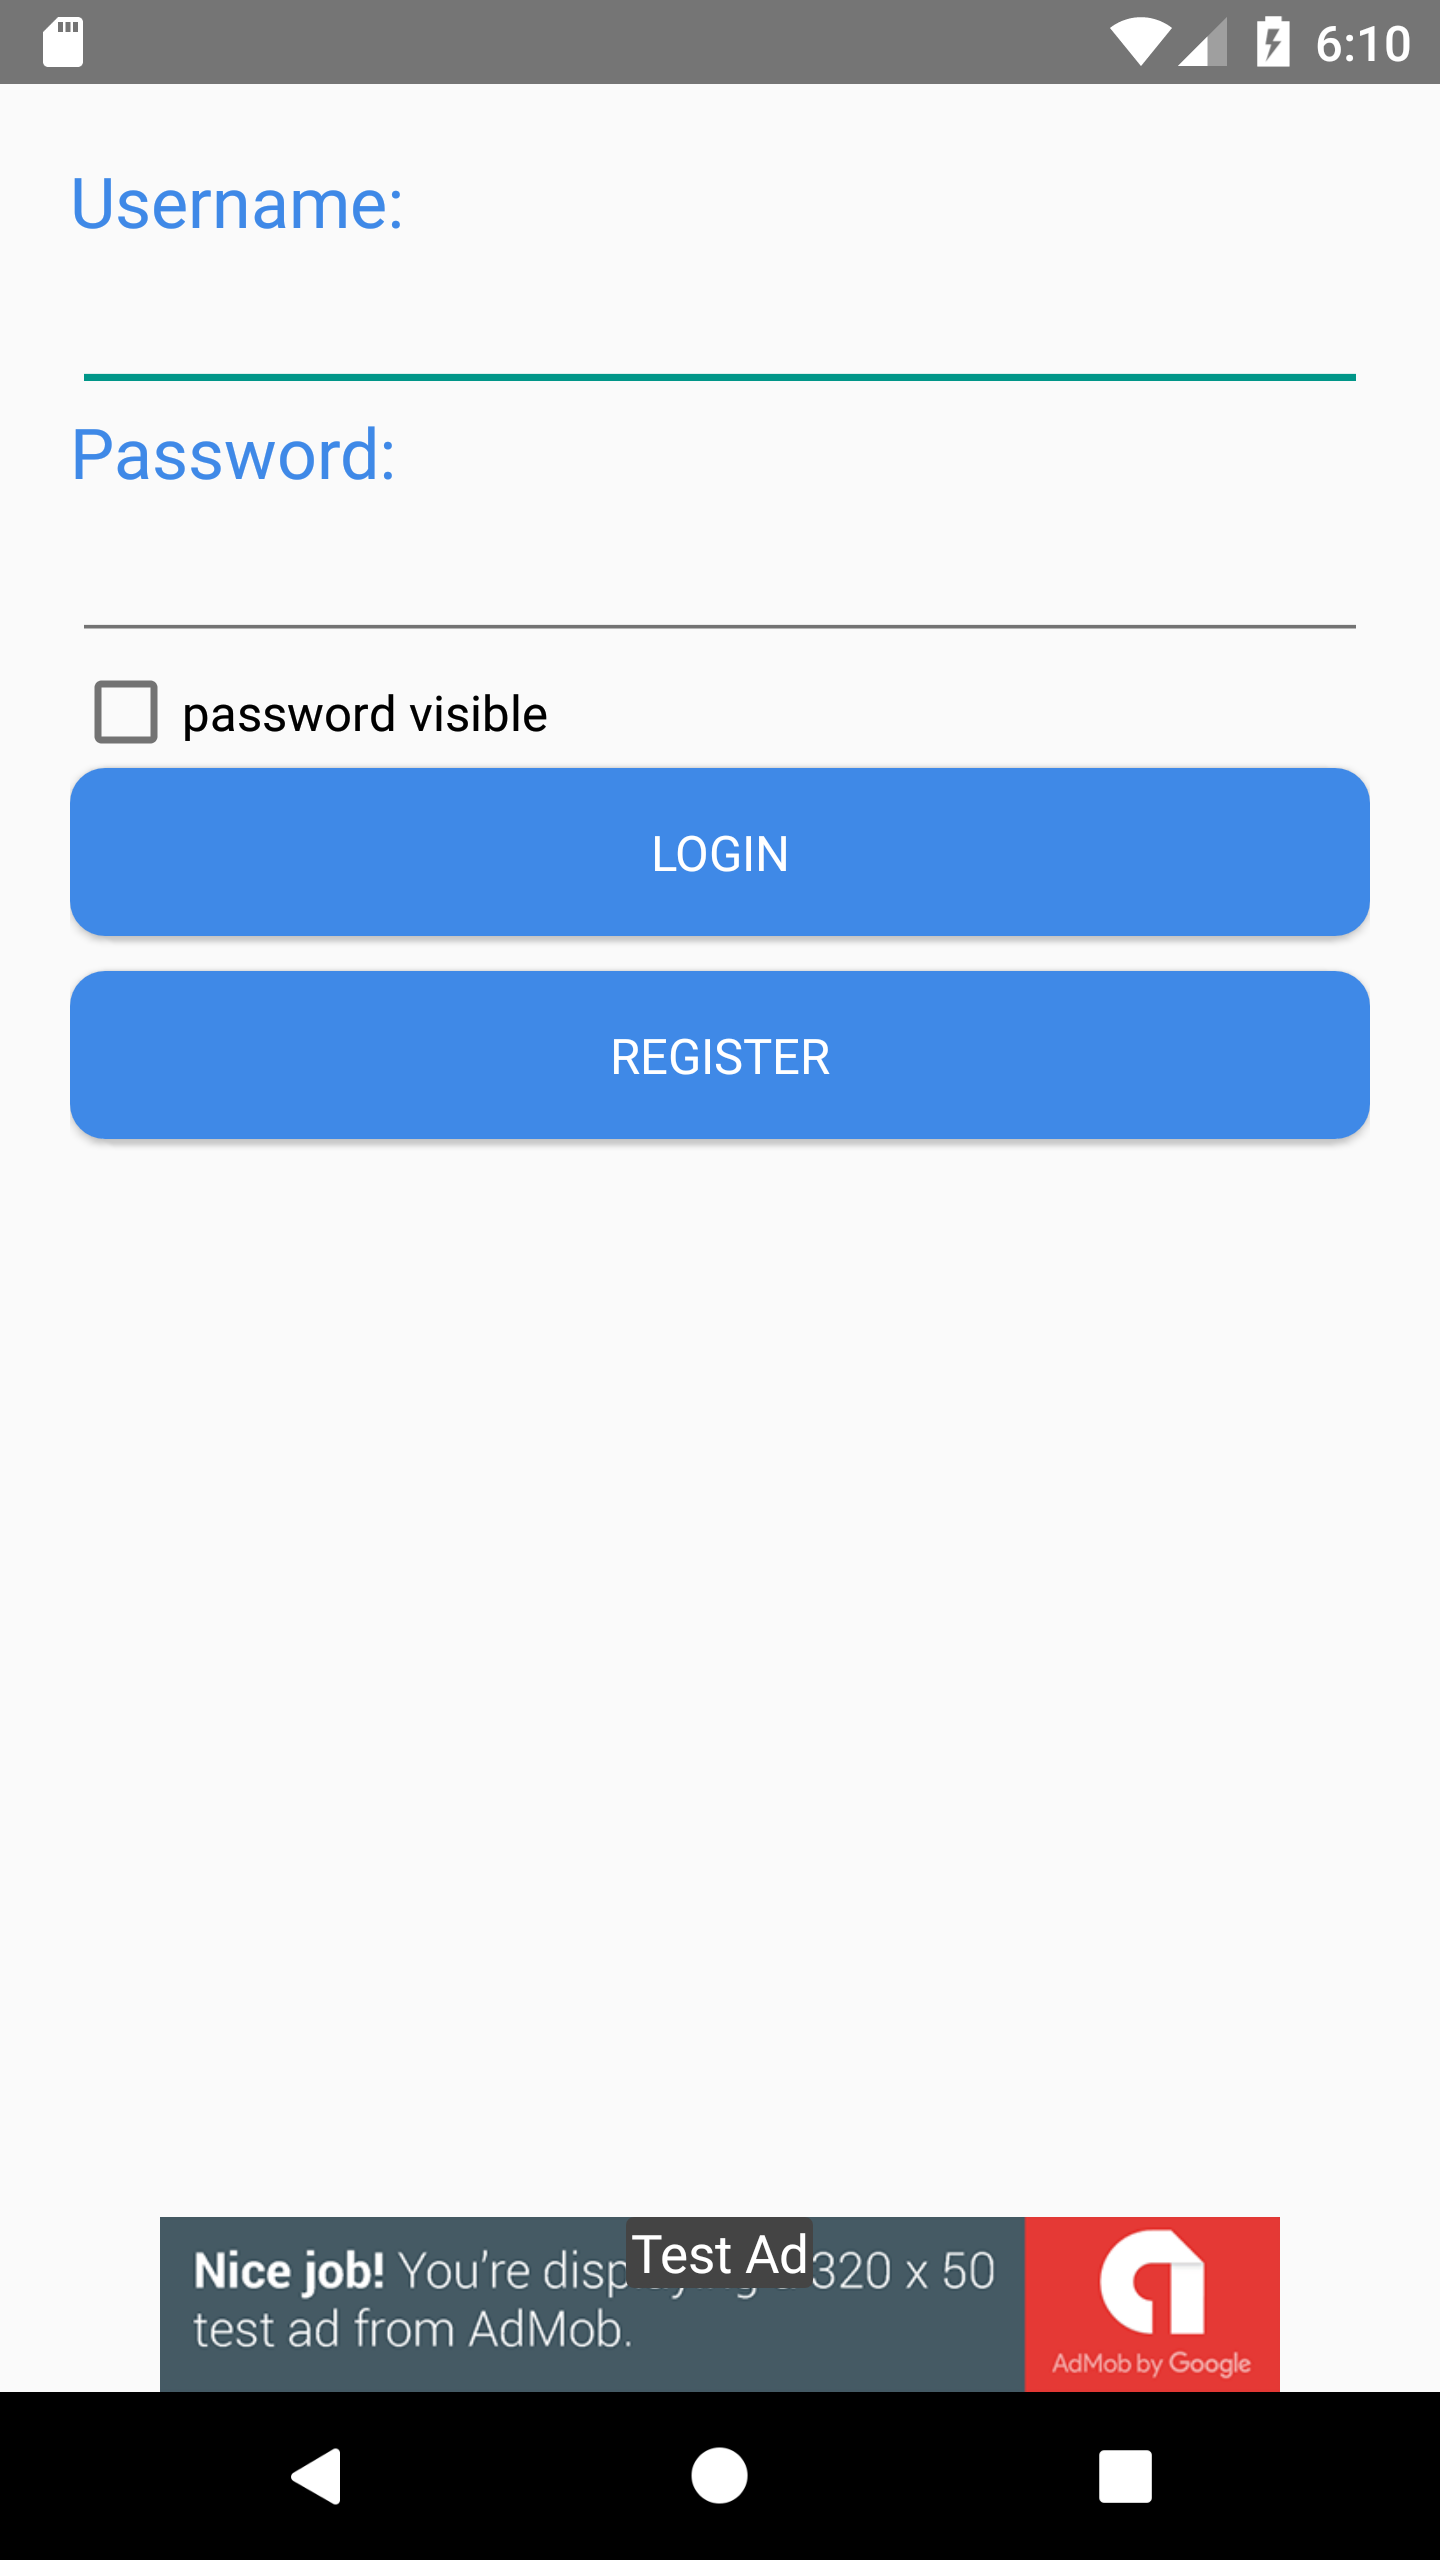 6:10
Username:
Password:
password visible
LOGIN
REGISTER
Test Ad
Nice job! You're disp 320 x 50
test ad from AdMob.
AdMob by Google